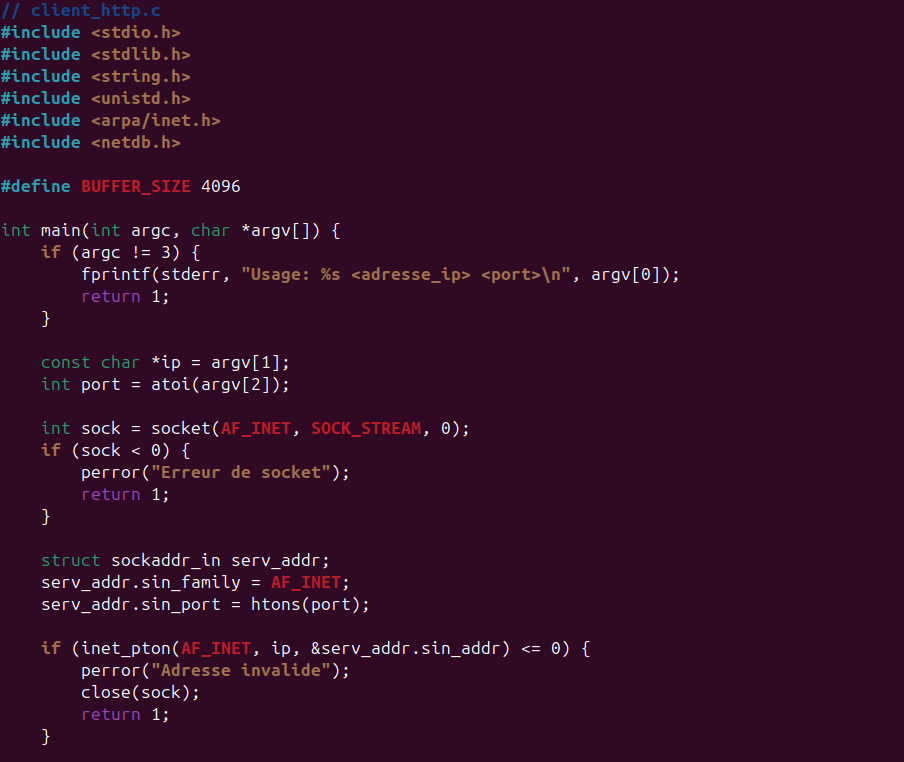 // client_http.c
#include <stdio.h>
#include <stdlib.h>
#include <string.h>
#include <unistd.h>
#include <arpa/inet.h>
#include <netdb.h>

#define BUFFER_SIZE 4096

int main(int argc, char *argv[]) {
    if (argc != 3) {
        fprintf(stderr, "Usage: %s <adresse_ip> <port>\n", argv[0]);
        return 1;
    }

    const char *ip = argv[1];
    int port = atoi(argv[2]);

    int sock = socket(AF_INET, SOCK_STREAM, 0);
    if (sock < 0) {
        perror("Erreur de socket");
        return 1;
    }

    struct sockaddr_in serv_addr;
    serv_addr.sin_family = AF_INET;
    serv_addr.sin_port = htons(port);

    if (inet_pton(AF_INET, ip, &serv_addr.sin_addr) <= 0) {
        perror("Adresse invalide");
        close(sock);
        return 1;
    }